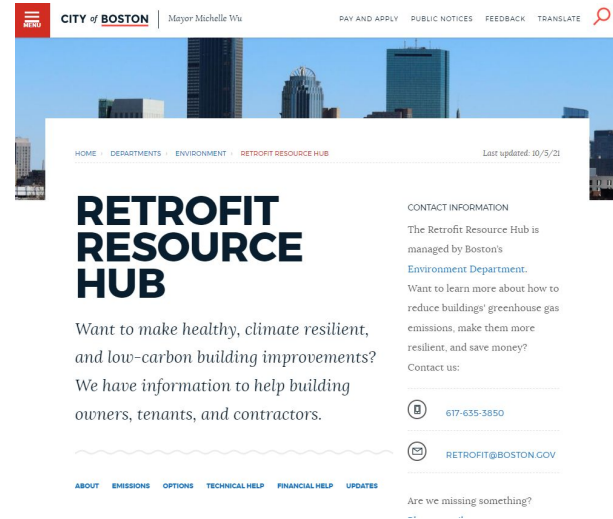 MENU
CITY of BOSTON
Mayor Michelle Wu
PAY AND APPLY PUBLIC NOTICES FEEDBACK TRANSLATE
HOME › DEPARTMENTS › ENVIRONMENT › RETROFIT RESOURCE HUB
Last updated: 10/5/21
RETROFIT
RESOURCE
HUB
Want to make healthy, climate resilient,
and low-carbon building improvements?
We have information to help building
owners, tenants, and contractors.
ABOUT EMISSIONS OPTIONS TECHNICAL HELP FINANCIAL HELP UPDATES
CONTACT INFORMATION
The Retrofit Resource Hub is
managed by Boston's
Environment Department.
Want to learn more about how to
reduce buildings' greenhouse gas
emissions, make them more
resilient, and save money?
Contact us:
617-635-3850
RETROFIT@BOSTON.GOV
Are we missing something?